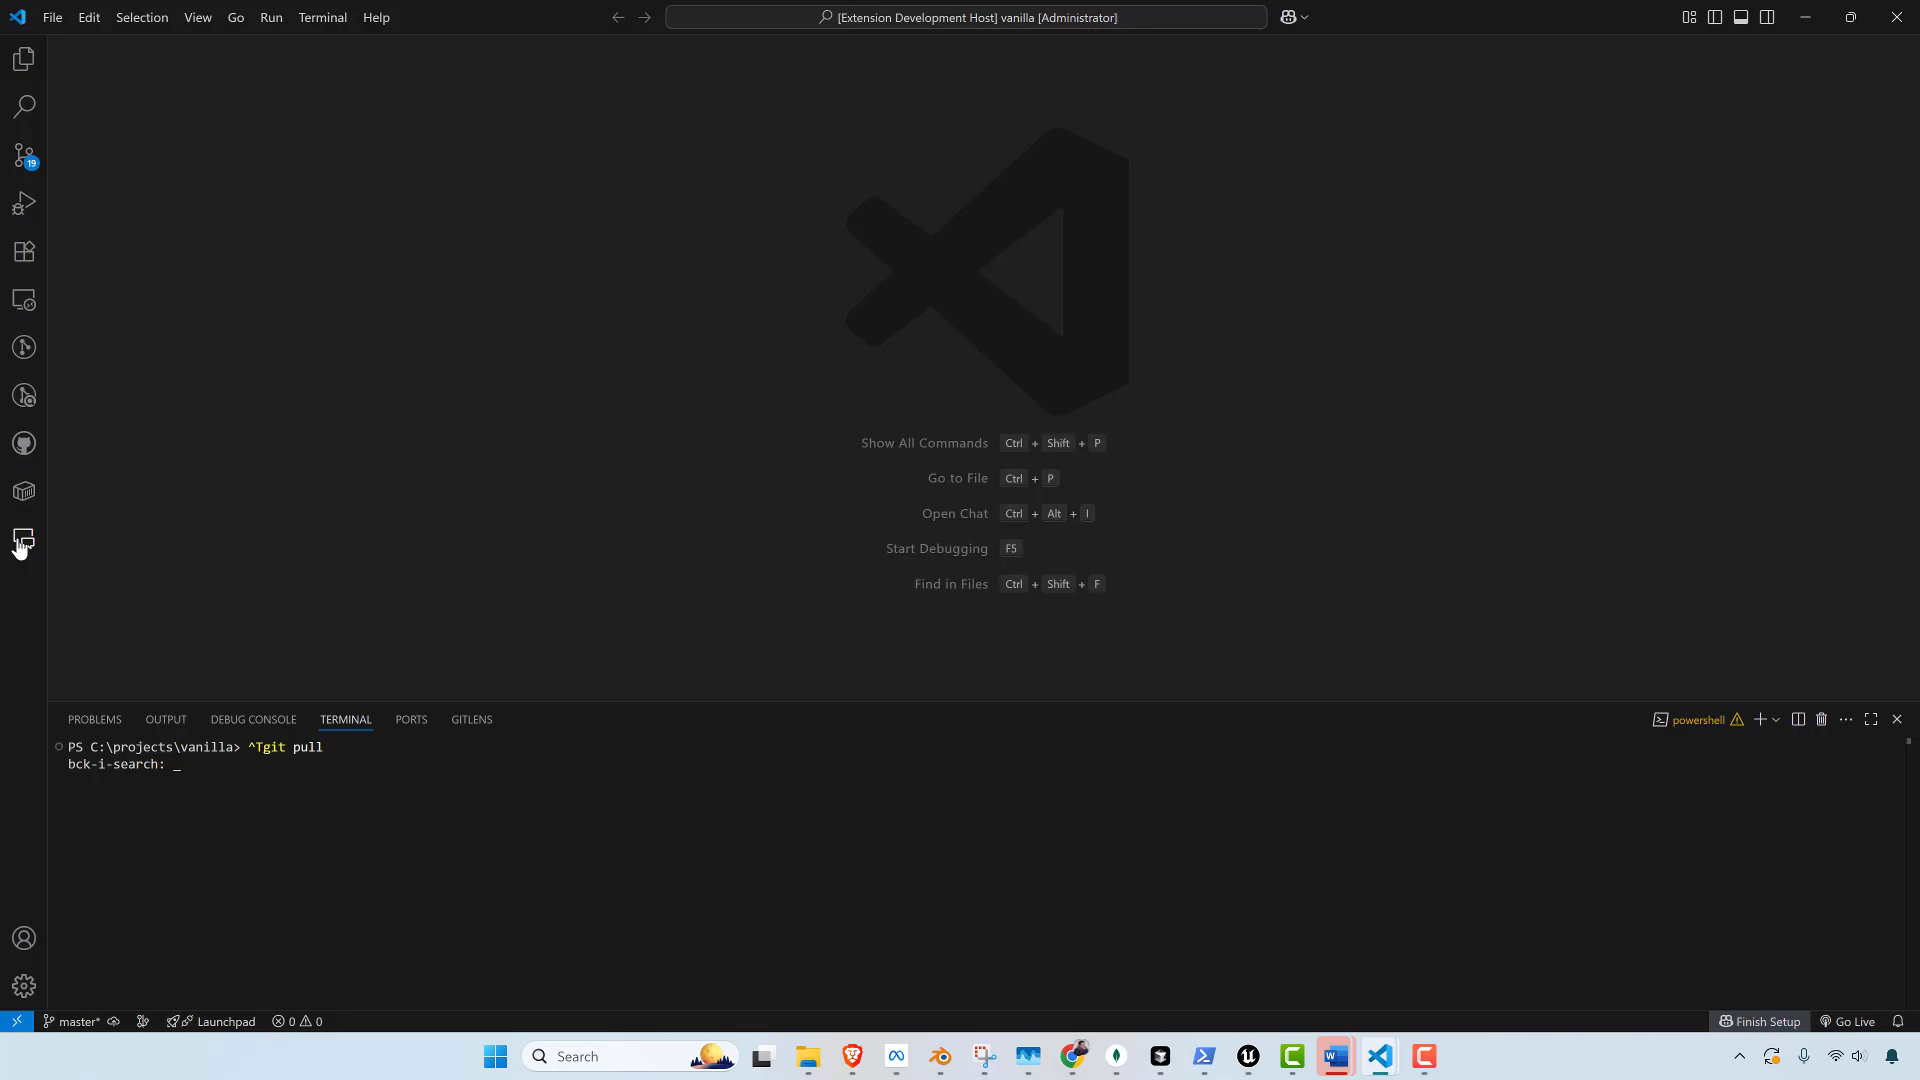 File Edit Selection View Go Run Terminal Help
[Extension Development Host] vanilla [Administrator]
19
Show All Commands Ctrl + Shift + P
Go to File Ctrl + P
Open Chat Ctrl + Alt + I
Start Debugging F5
Find in Files Ctrl + Shift + F
PROBLEMS OUTPUT DEBUG CONSOLE TERMINAL PORTS GITLENS
powershell
PS C:\projects\vanilla> ^Tgit pull
bck-i-search: _
master* Launchpad 0 0
Finish Setup Go Live
Search